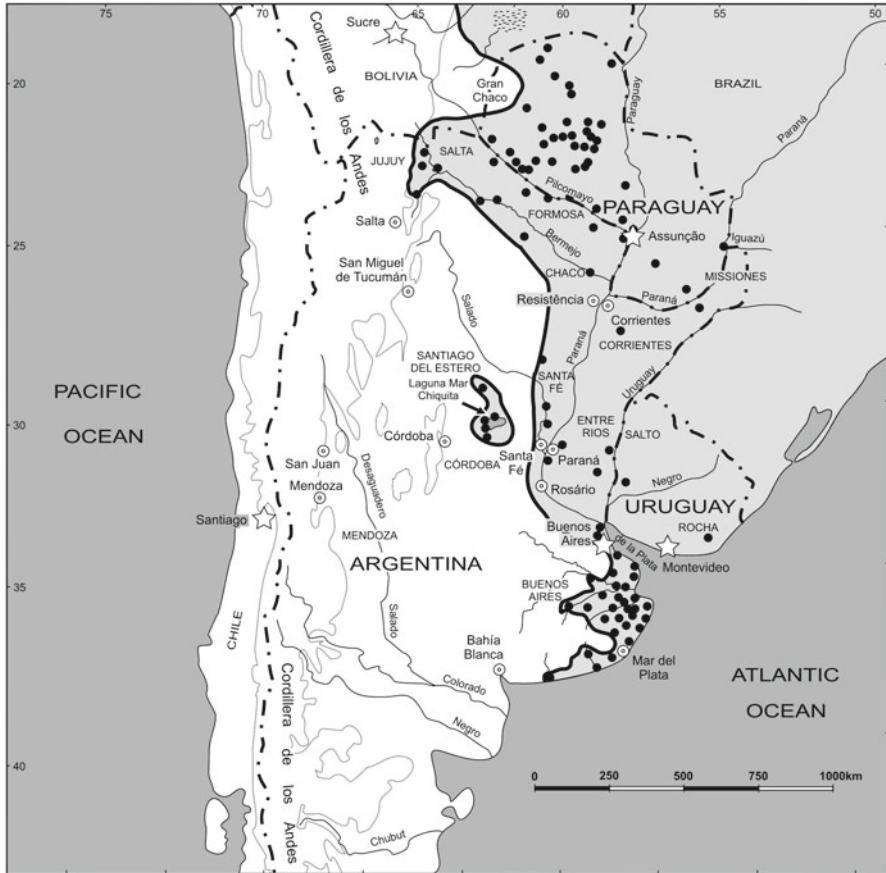 75
70
65
60
55
50
Sucre
Cordillera de los Andes
BOLIVIA
Gran
Chaco
Paraguay
BRAZIL
Paraná
20
JUJUY
SALTA
Pilcomayo
PARAGUAY
FORMOSA
Salta
Assunção
Iguazú
25
Bermejo
San Miguel
de Tucumán
CHACO
MISSIONES
Salado
Resistência
Paraná
Corrientes
CORRIENTES
Paraná
SANTIAGO
DEL ESTERO
Laguna Mar
Chiquita
SANTA
FÉ
Uruguay
PACIFIC
OCEAN
30
ENTRE
RIOS
SALTO
Córdoba
CÓRDOBA
Santa
Fé
Paraná
San Juan
Desaguadero
Mendoza
Rosário
Negro
URUGUAY
Santiago
ROCHA
Buenos
Aires
de la Plata
MENDOZA
Montevideo
ARGENTINA
BUENOS
AIRES
35
CHILE
Salado
Bahía
Blanca
Mar del
Plata
ATLANTIC
OCEAN
Colorado
Negro
Cordillera de los Andes
40
0 250 500 750 1000km
Chubut